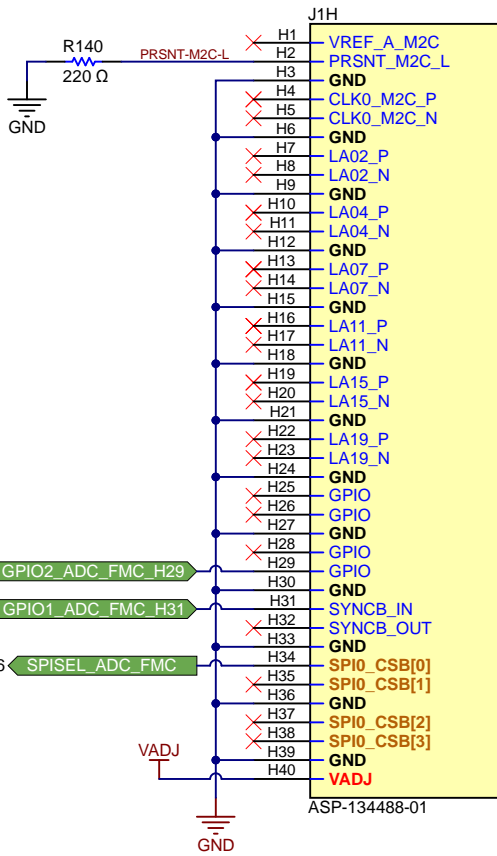 J1H
R140
220 Ω
GND
PRSNT-M2C-L
H1 VREF_A_M2C
H2 PRSNT_M2C_L
H3 GND
H4 CLK0_M2C_P
H5 CLK0_M2C_N
H6 GND
H7 LA02_P
H8 LA02_N
H9 GND
H10 LA04_P
H11 LA04_N
H12 GND
H13 LA07_P
H14 LA07_N
H15 GND
H16 LA11_P
H17 LA11_N
H18 GND
H19 LA15_P
H20 LA15_N
H21 GND
H22 LA19_P
H23 LA19_N
H24 GND
H25 GPIO
H26 GPIO
H27 GND
H28 GPIO
GPIO2_ADC_FMC_H29 H29 GPIO
H30 GND
GPIO1_ADC_FMC_H31 H31 SYNCB_IN
H32 SYNCB_OUT
H33 GND
6 SPISEL_ADC_FMC H34 SPI0_CSB[0]
H35 SPI0_CSB[1]
H36 GND
H37 SPI0_CSB[2]
H38 SPI0_CSB[3]
H39 GND
VADJ H40 VADJ
ASP-134488-01
GND